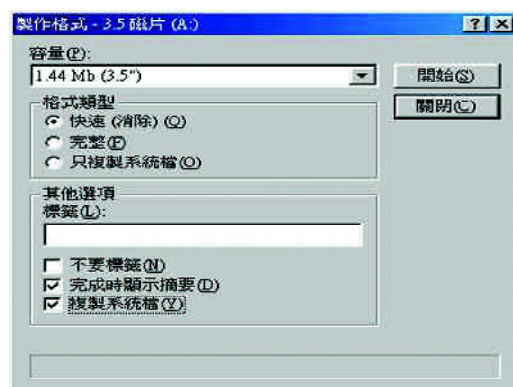 製作格式 - 3.5 磁片 (A:)
容量(P):
1.44 Mb (3.5")
開始(S)
關閉(C)
格式類型
快速 (消除) (Q)
完整(F)
只複製系統檔(O)
其他選項
標籤(L):
不要標籤(N)
完成時顯示摘要(D)
複製系統檔(Y)